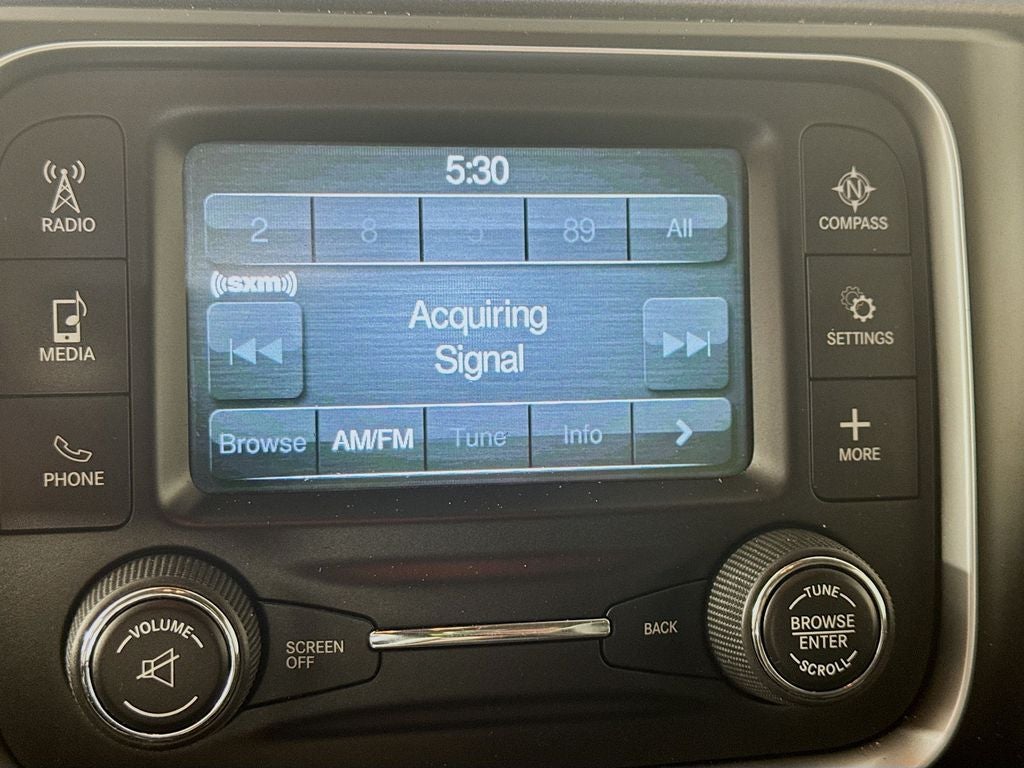 5:30
2 8 5 89 All
((sxm))
Acquiring
Signal
Browse AM/FM Tune Info >
RADIO
MEDIA
PHONE
N
COMPASS
SETTINGS
MORE
VOLUME
SCREEN
OFF
BACK
TUNE
BROWSE
ENTER
SCROLL